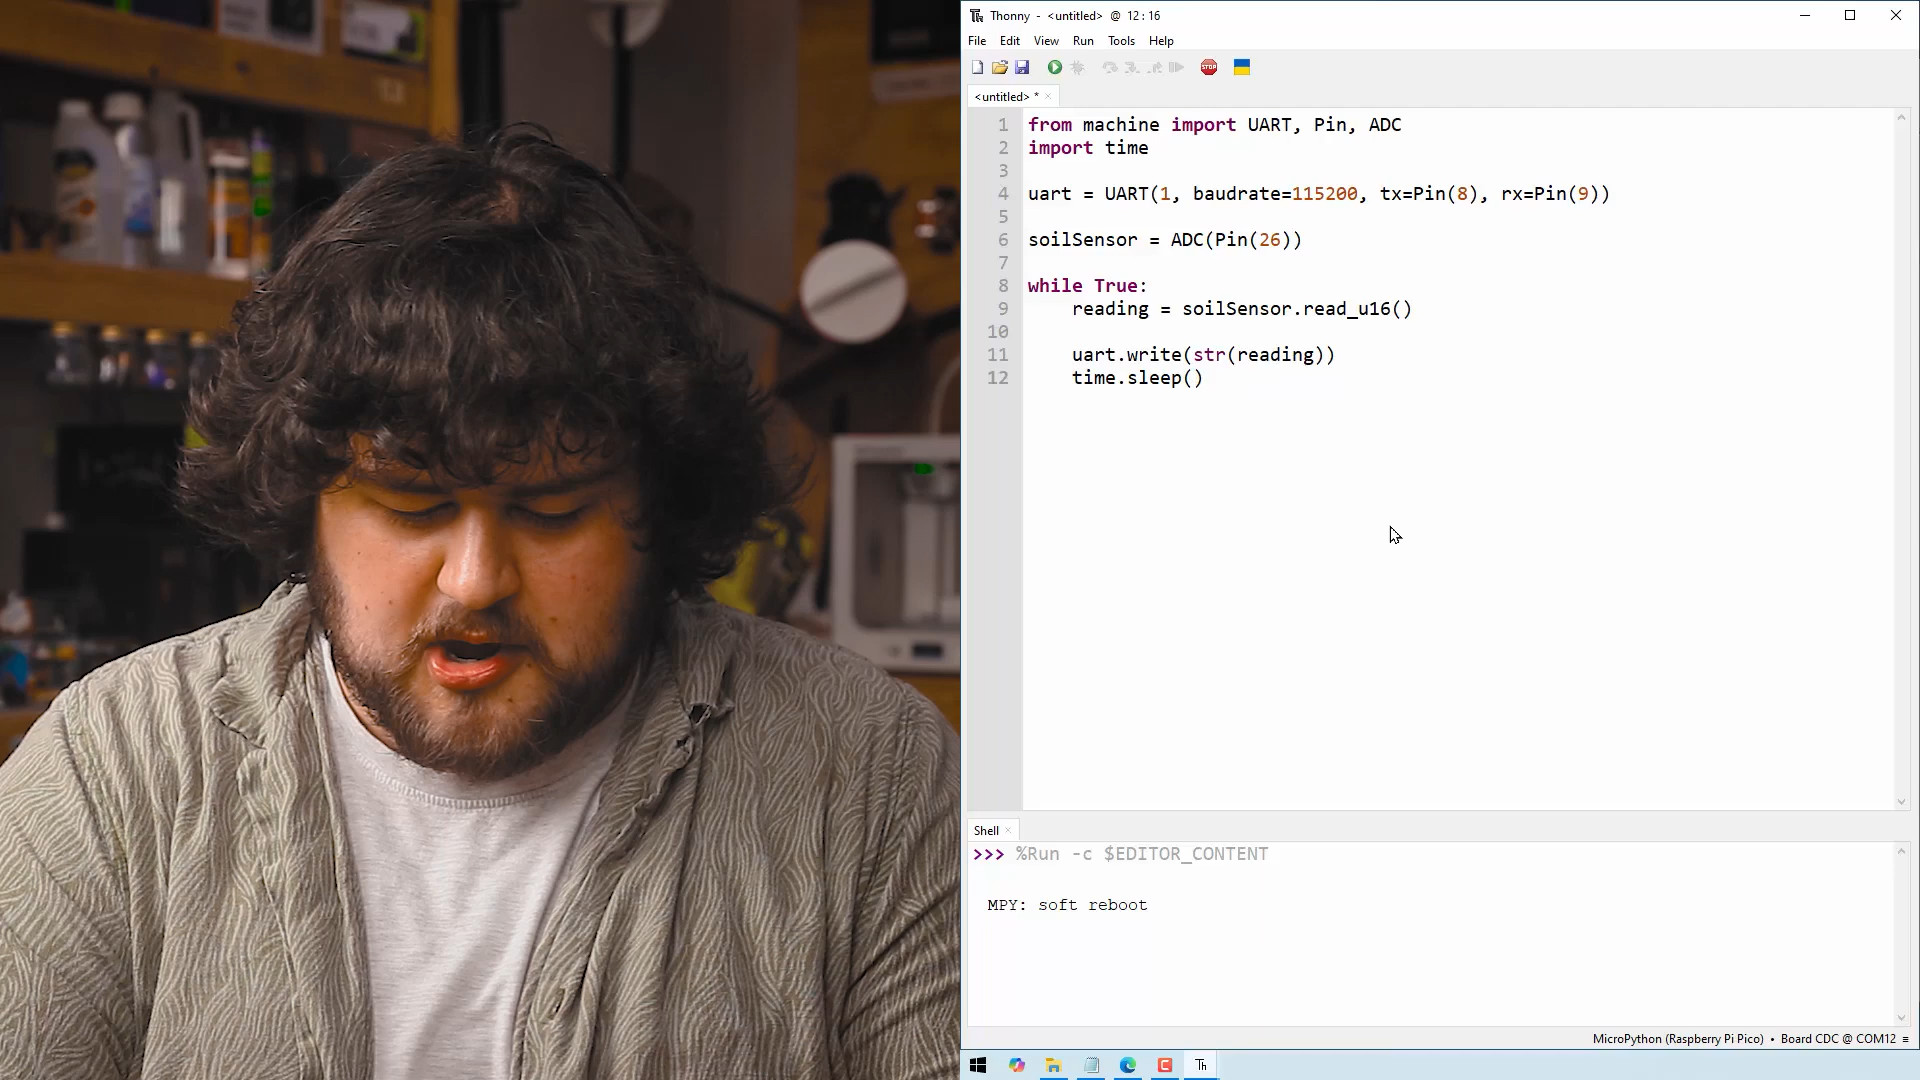 Thonny - <untitled> @ 12:16
File Edit View Run Tools Help
STOP
<untitled> *
1 from machine import UART, Pin, ADC
2 import time
3
4 uart = UART(1, baudrate=115200, tx=Pin(8), rx=Pin(9))
5
6 soilSensor = ADC(Pin(26))
7
8 while True:
9 reading = soilSensor.read_u16()
10
11 uart.write(str(reading))
12 time.sleep()
Shell
>>> %Run -c $EDITOR_CONTENT
MPY: soft reboot
MicroPython (Raspberry Pi Pico) • Board CDC @ COM12 ≡
Th